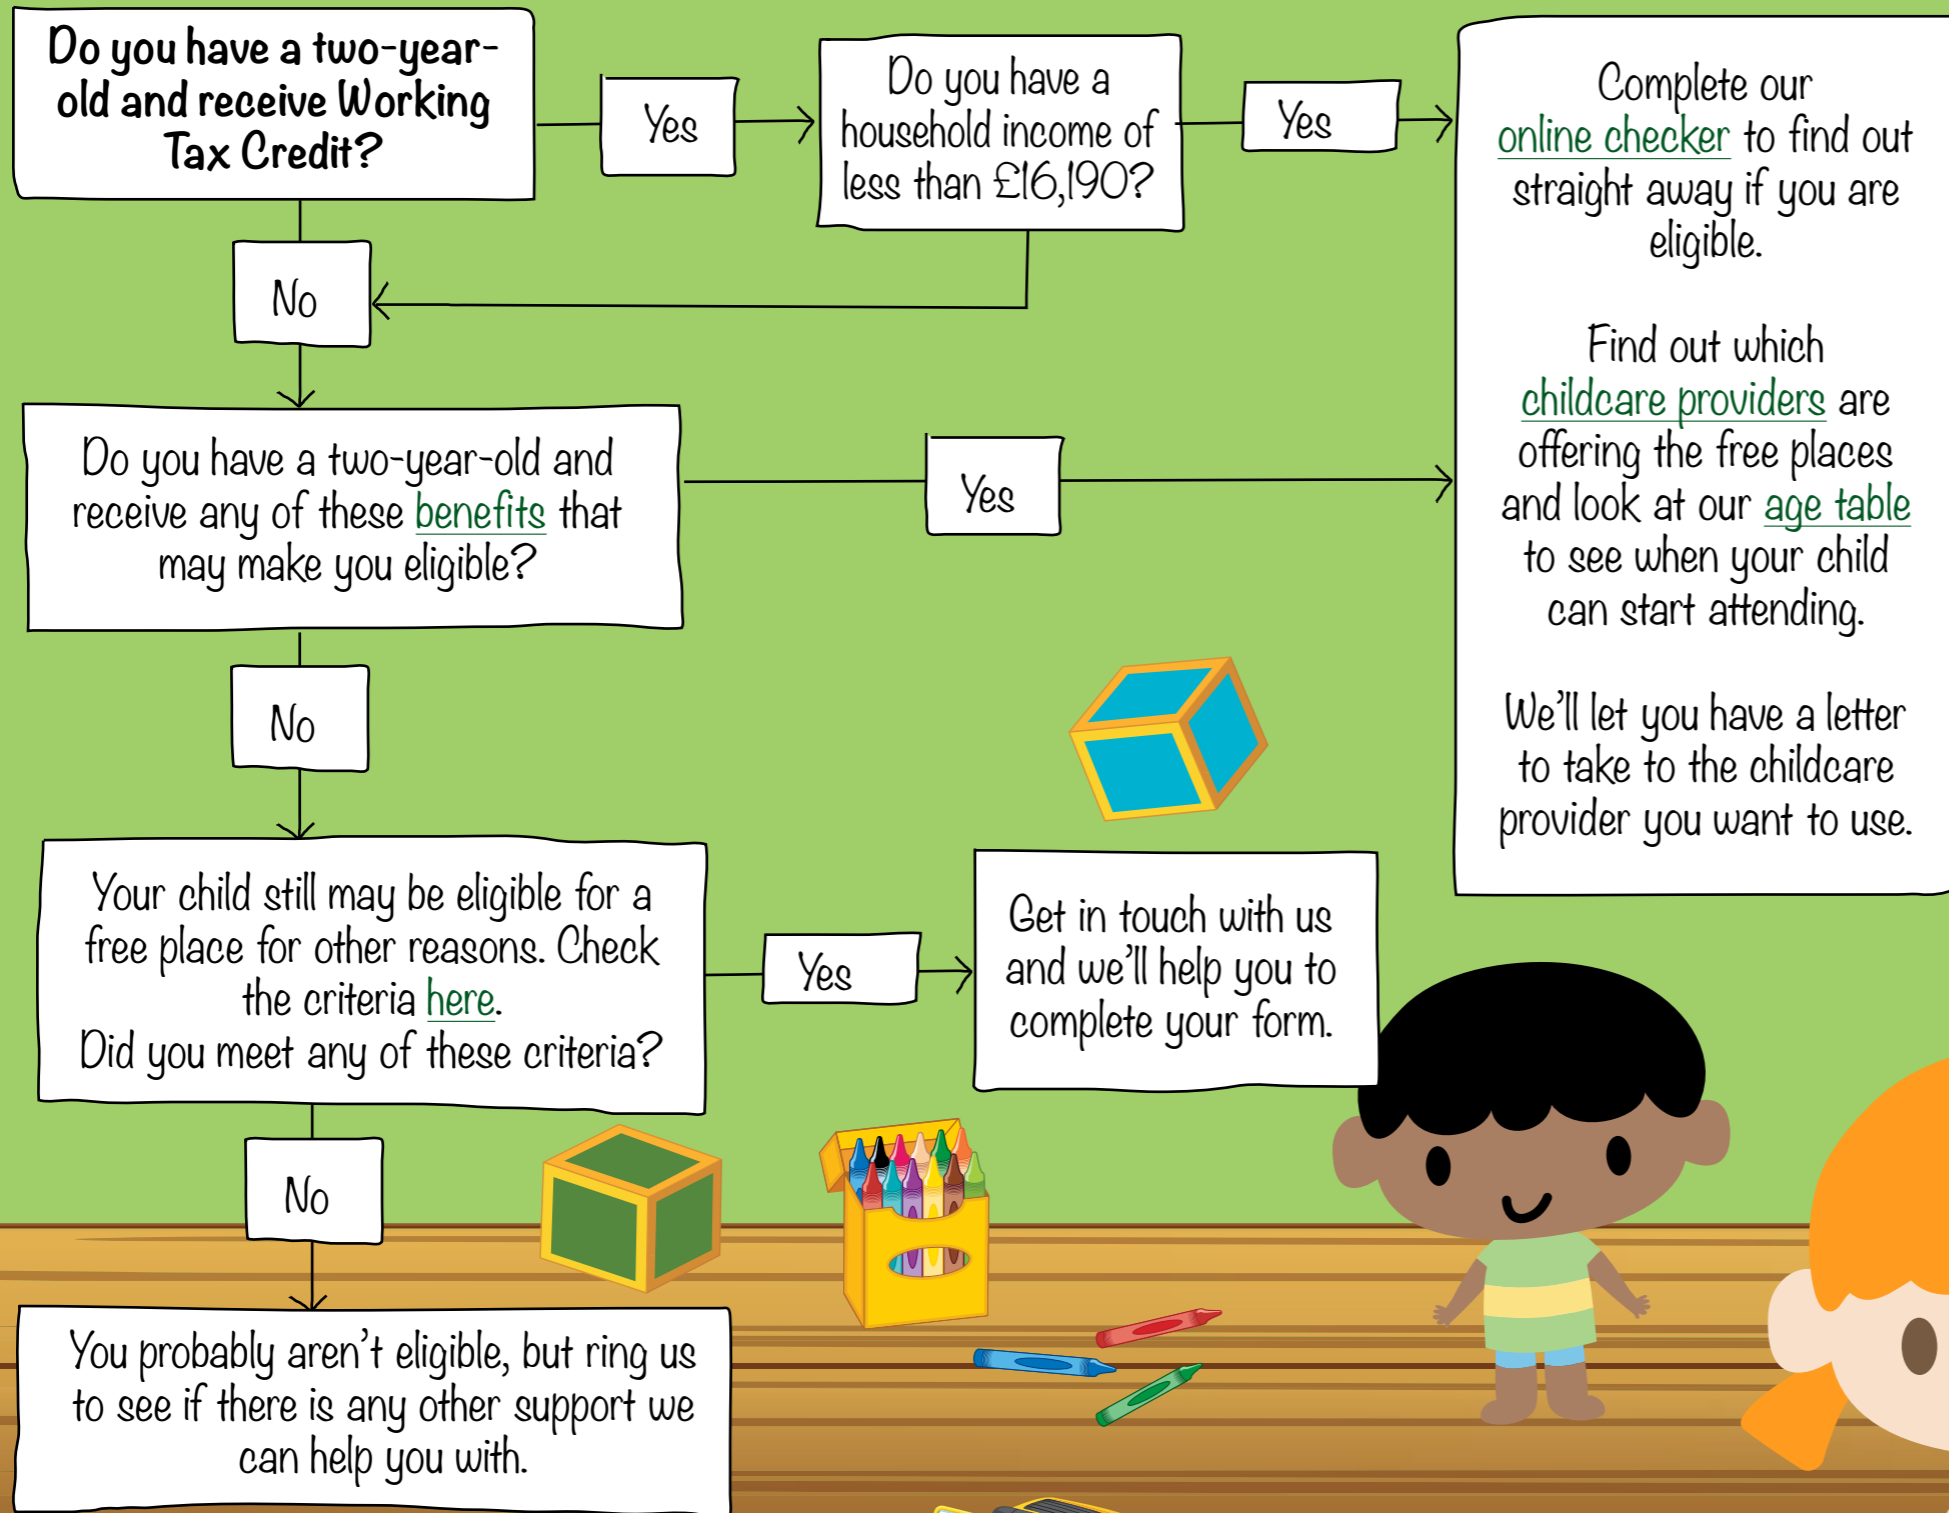 Do you have a two-year-
old and receive Working
Tax Credit?
Yes
Do you have a
household income of
less than £16,190?
Yes
Complete our
online checker to find out
straight away if you are
eligible.
Find out which
childcare providers are
offering the free places
and look at our age table
to see when your child
can start attending.
We'll let you have a letter
to take to the childcare
provider you want to use.
No
Do you have a two-year-old and
receive any of these benefits that
may make you eligible?
Yes
No
Your child still may be eligible for a
free place for other reasons. Check
the criteria here.
Did you meet any of these criteria?
Yes
Get in touch with us
and we'll help you to
complete your form.
No
You probably aren't eligible, but ring us
to see if there is any other support we
can help you with.